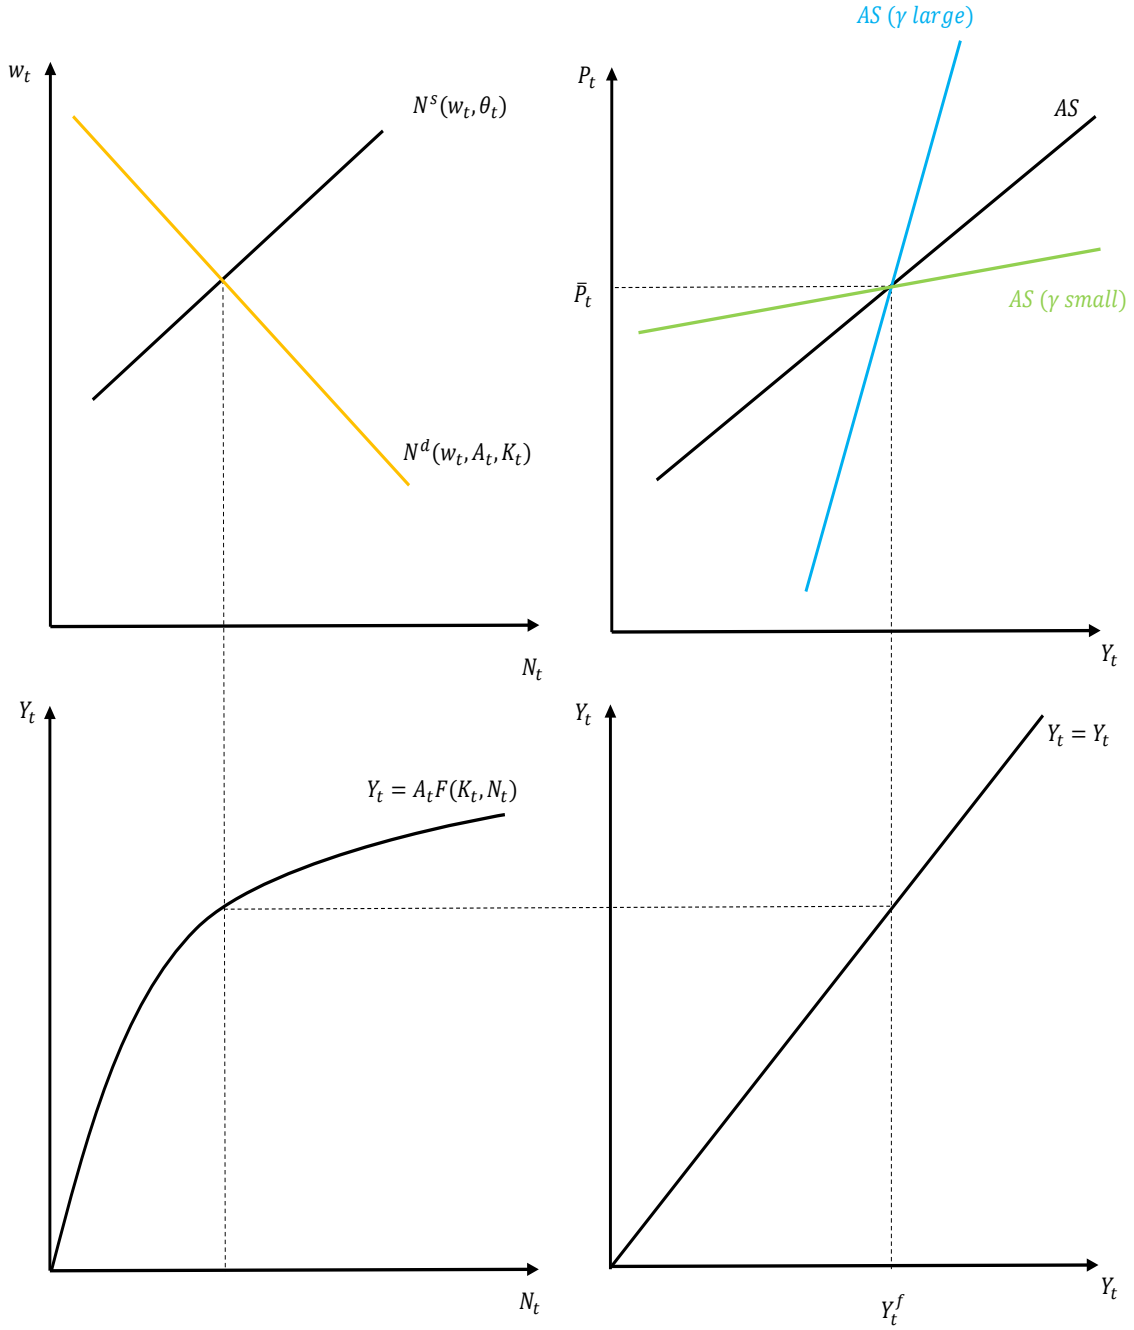 AS (γ large)
w_t
P_t
N^s(w_t, θ_t)
AS
P̄_t
AS (γ small)
N^d(w_t, A_t, K_t)
N_t
Y_t
Y_t
Y_t
Y_t = Y_t
Y_t = A_tF(K_t, N_t)
N_t
Y_t
Y_t^f